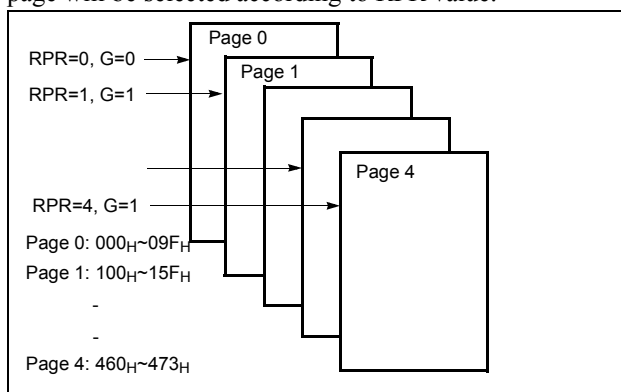 page will be selected according to RPR value.
Page 0
RPR=0, G=0
Page 1
RPR=1, G=1
Page 4
RPR=4, G=1
Page 0: 000H~09FH
Page 1: 100H~15FH
-
-
Page 4: 460H~473H